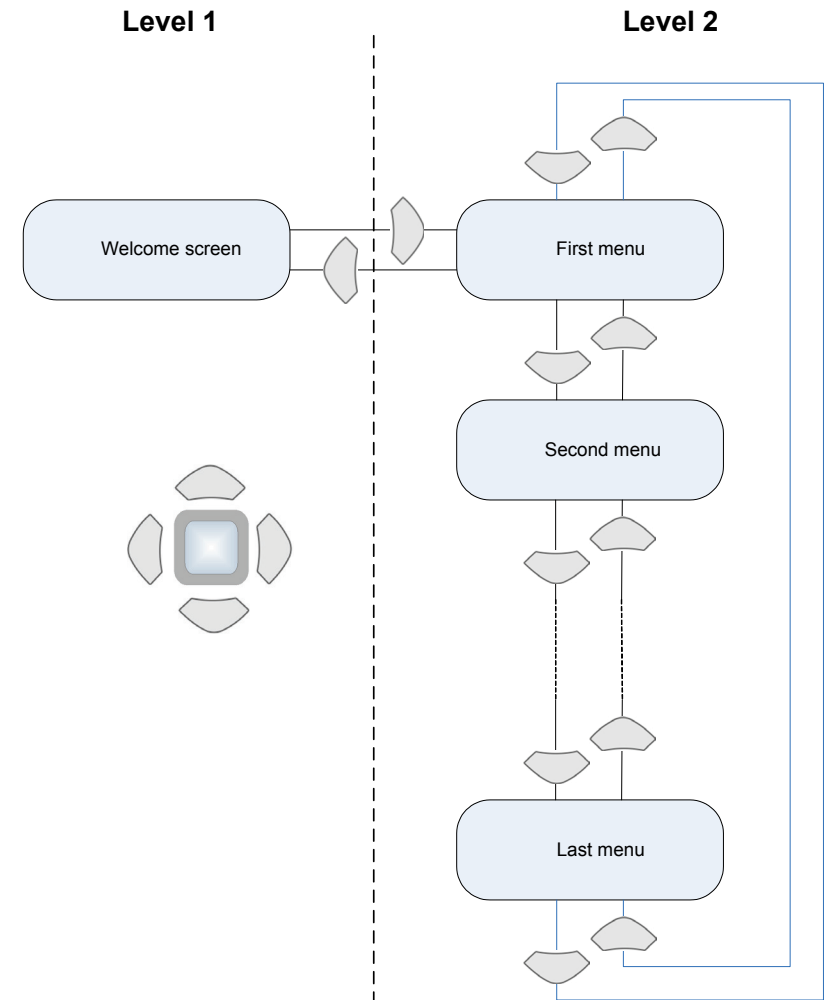 Level 1
Level 2
Welcome screen
First menu
Second menu
Last menu